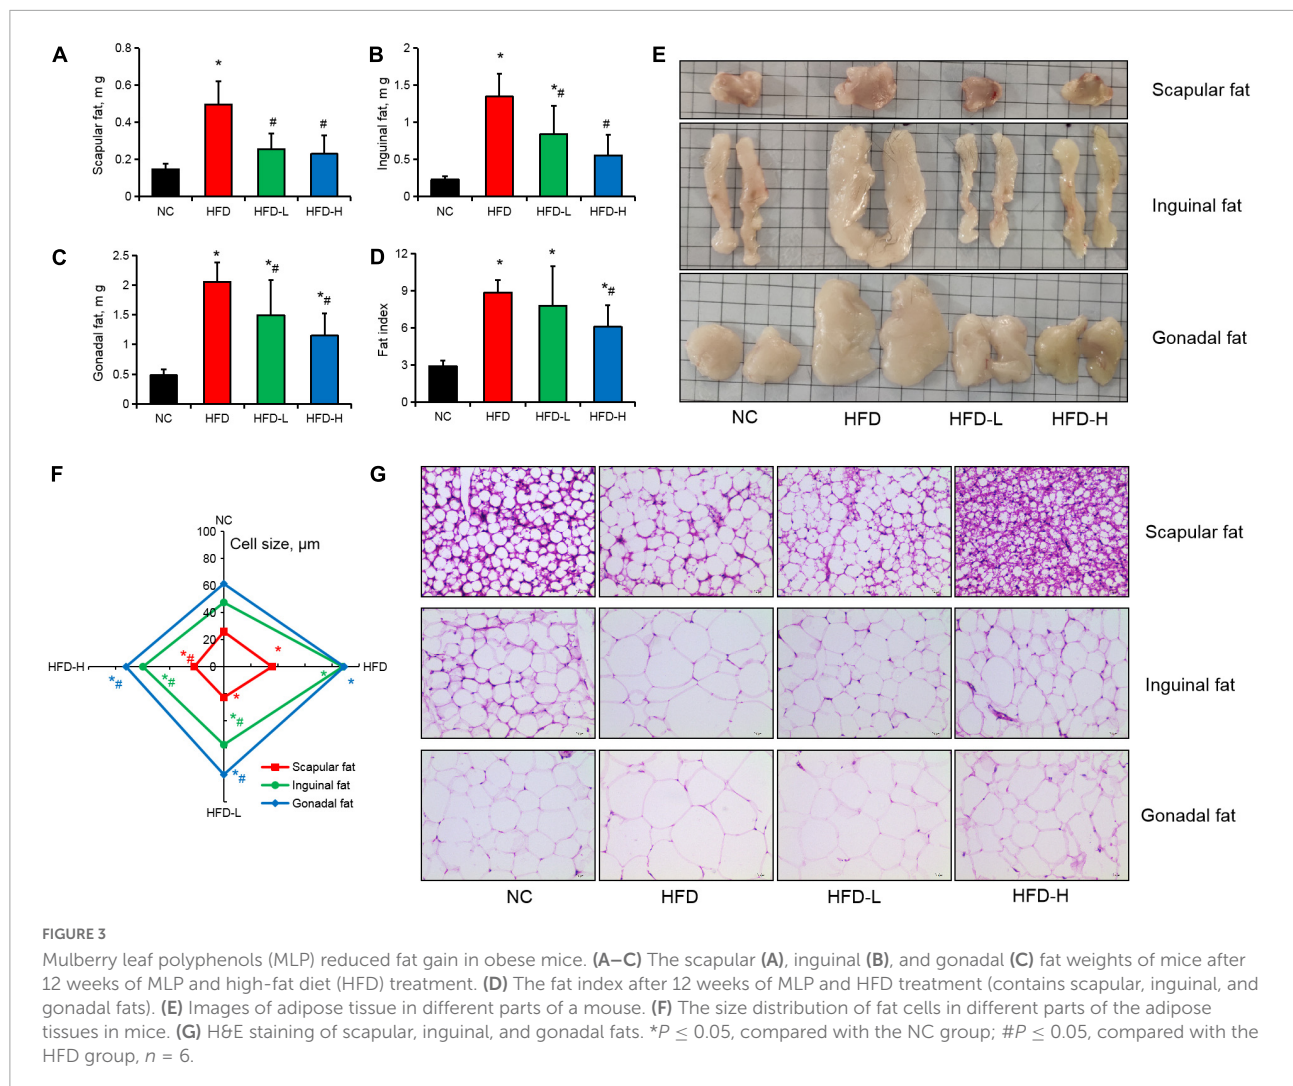 A
Scapular fat, m g
0.8
0.6
0.4
0.2
0
*
#
#
NC HFD HFD-L HFD-H
B
Inguinal fat, m g
2
1.5
1
0.5
0
*
*#
#
NC HFD HFD-L HFD-H
C
Gonadal fat, m g
2.5
2
1.5
1
0.5
0
*
*#
*#
NC HFD HFD-L HFD-H
D
Fat index
12
9
6
3
0
*
*
*#
NC HFD HFD-L HFD-H
E
Scapular fat
Inguinal fat
Gonadal fat
NC HFD HFD-L HFD-H
F
NC
100
Cell size, µm
80
60
40
20
0
HFD-H
HFD
*#
*
*#
*#
*
*
*
*#
*#
HFD-L
Scapular fat
Inguinal fat
Gonadal fat
G
Scapular fat
Inguinal fat
Gonadal fat
NC HFD HFD-L HFD-H
FIGURE 3
Mulberry leaf polyphenols (MLP) reduced fat gain in obese mice. (A–C) The scapular (A), inguinal (B), and gonadal (C) fat weights of mice after
12 weeks of MLP and high-fat diet (HFD) treatment. (D) The fat index after 12 weeks of MLP and HFD treatment (contains scapular, inguinal, and
gonadal fats). (E) Images of adipose tissue in different parts of a mouse. (F) The size distribution of fat cells in different parts of the adipose
tissues in mice. (G) H&E staining of scapular, inguinal, and gonadal fats. *P ≤ 0.05, compared with the NC group; #P ≤ 0.05, compared with the
HFD group, n = 6.